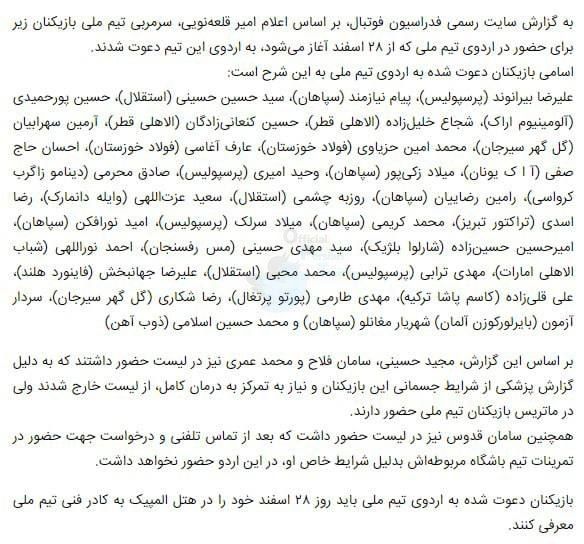 به گزارش سایت رسمی فدراسیون فوتبال، بر اساس اعلام امیر قلعه‌نویی، سرمربی تیم ملی بازیکنان زیر
برای حضور در اردوی تیم ملی که از ۲۸ اسفند آغاز می‌شود، به اردوی این تیم دعوت شدند.
اسامی بازیکنان دعوت شده به اردوی تیم ملی به این شرح است:
علیرضا بیرانوند (پرسپولیس)، پیام نیازمند (سپاهان)، سید حسین حسینی (استقلال)، حسین پورحمیدی
(آلومینیوم اراک)، شجاع خلیل‌زاده (الاهلی قطر)، حسین کنعانی‌زادگان (الاهلی قطر)، آرمین سهرابیان
(گل گهر سیرجان)، محمد امین حزباوی (فولاد خوزستان)، عارف آغاسی (فولاد خوزستان)، احسان حاج
صفی (آ ا ک یونان)، میلاد زکی‌پور (سپاهان)، وحید امیری (پرسپولیس)، صادق محرمی (دینامو زاگرب
کرواسی)، رامین رضاییان (سپاهان)، روزبه چشمی (استقلال)، سعید عزت‌اللهی (وایله دانمارک)، رضا
اسدی (تراکتور تبریز)، محمد کریمی (سپاهان)، میلاد سرلک (پرسپولیس)، امید نورافکن (سپاهان)،
امیرحسین حسین‌زاده (شارلوا بلژیک)، سید مهدی حسینی (مس رفسنجان)، احمد نوراللهی (شباب
الاهلی امارات)، مهدی ترابی (پرسپولیس)، محمد محبی (استقلال)، علیرضا جهانبخش (فاینورد هلند)،
علی قلی‌زاده (کاسم پاشا ترکیه)، مهدی طارمی (پورتو پرتغال)، رضا شکاری (گل گهر سیرجان)، سردار
آزمون (بایرلورکوزن آلمان) شهریار مغانلو (سپاهان) و محمد حسین اسلامی (ذوب آهن)
بر اساس این گزارش، مجید حسینی، سامان فلاح و محمد عمری نیز در لیست حضور داشتند که به دلیل
گزارش پزشکی از شرایط جسمانی این بازیکنان و نیاز به تمرکز به درمان کامل، از لیست خارج شدند ولی
در ماتریس بازیکنان تیم ملی حضور دارند.
همچنین سامان قدوس نیز در لیست حضور داشت که بعد از تماس تلفنی و درخواست جهت حضور در
تمرینات تیم باشگاه مربوطه‌اش بدلیل شرایط خاص او، در این اردو حضور نخواهد داشت.
بازیکنان دعوت شده به اردوی تیم ملی باید روز ۲۸ اسفند خود را در هتل المپیک به کادر فنی تیم ملی
معرفی کنند.